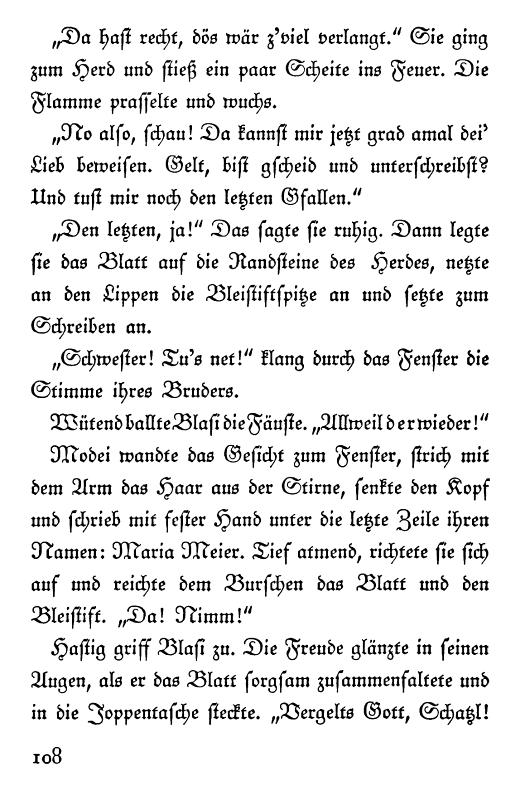 „Da hast recht, dös wär z'viel verlangt.“ Sie ging
zum Herd und stieß ein paar Scheite ins Feuer. Die
Flamme prasselte und wuchs.
„No also, schau! Da kannst mir jetzt grad amal dei'
Lieb beweisen. Gelt, bist gscheid und unterschreibst?
Und tust mir noch den letzten Gfallen.“
„Den letzten, ja!“ Das sagte sie ruhig. Dann legte
sie das Blatt auf die Randsteine des Herdes, netzte
an den Lippen die Bleistiftspitze an und setzte zum
Schreiben an.
„Schwester! Tu's net!“ klang durch das Fenster die
Stimme ihres Bruders.
Wütend ballte Blasi die Fäuste. „Allweil der wieder!“
Modei wandte das Gesicht zum Fenster, strich mit
dem Arm das Haar aus der Stirne, senkte den Kopf
und schrieb mit fester Hand unter die letzte Zeile ihren
Namen: Maria Meier. Tief atmend, richtete sie sich
auf und reichte dem Burschen das Blatt und den
Bleistift. „Da! Nimm!“
Hastig griff Blasi zu. Die Freude glänzte in seinen
Augen, als er das Blatt sorgsam zusammenfaltete und
in die Joppentasche steckte. „Vergelts Gott, Schatzl!
108